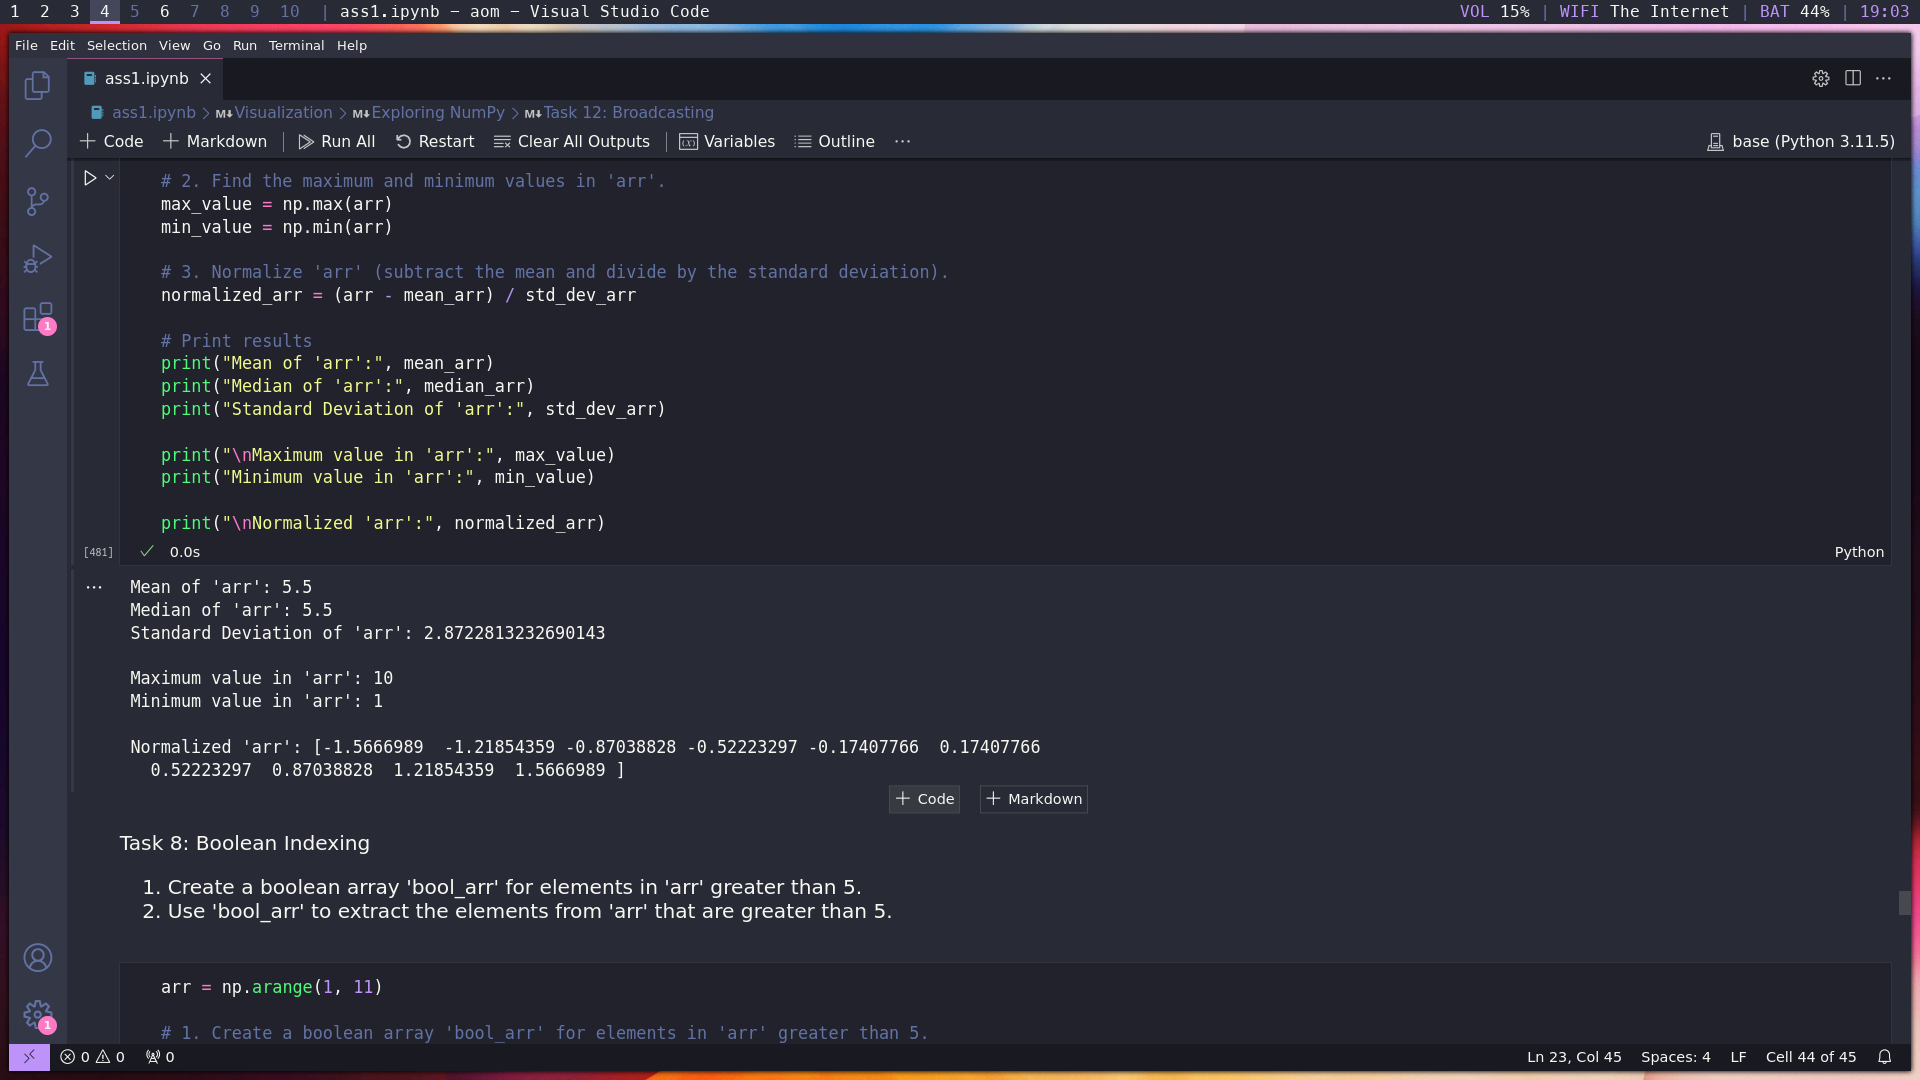 1 2 3 4 5 6 7 8 9 10 | ass1.ipynb — aom — Visual Studio Code VOL 15% | WIFI The Internet | BAT 44% | 19:03
File Edit Selection View Go Run Terminal Help
ass1.ipynb
ass1.ipynb > M↓Visualization > M↓Exploring NumPy > M↓Task 12: Broadcasting
+ Code + Markdown | Run All Restart Clear All Outputs | Variables Outline ... base (Python 3.11.5)
# 2. Find the maximum and minimum values in 'arr'.
max_value = np.max(arr)
min_value = np.min(arr)
# 3. Normalize 'arr' (subtract the mean and divide by the standard deviation).
normalized_arr = (arr - mean_arr) / std_dev_arr
# Print results
print("Mean of 'arr':", mean_arr)
print("Median of 'arr':", median_arr)
print("Standard Deviation of 'arr':", std_dev_arr)
print("\nMaximum value in 'arr':", max_value)
print("Minimum value in 'arr':", min_value)
print("\nNormalized 'arr':", normalized_arr)
[481] 0.0s Python
Mean of 'arr': 5.5
Median of 'arr': 5.5
Standard Deviation of 'arr': 2.8722813232690143
Maximum value in 'arr': 10
Minimum value in 'arr': 1
Normalized 'arr': [-1.5666989  -1.21854359 -0.87038828 -0.52223297 -0.17407766  0.17407766
0.52223297  0.87038828  1.21854359  1.5666989 ]
+ Code + Markdown
Task 8: Boolean Indexing
1. Create a boolean array 'bool_arr' for elements in 'arr' greater than 5.
2. Use 'bool_arr' to extract the elements from 'arr' that are greater than 5.
arr = np.arange(1, 11)
# 1. Create a boolean array 'bool_arr' for elements in 'arr' greater than 5.
1
1
0 0 0 Ln 23, Col 45 Spaces: 4 LF Cell 44 of 45